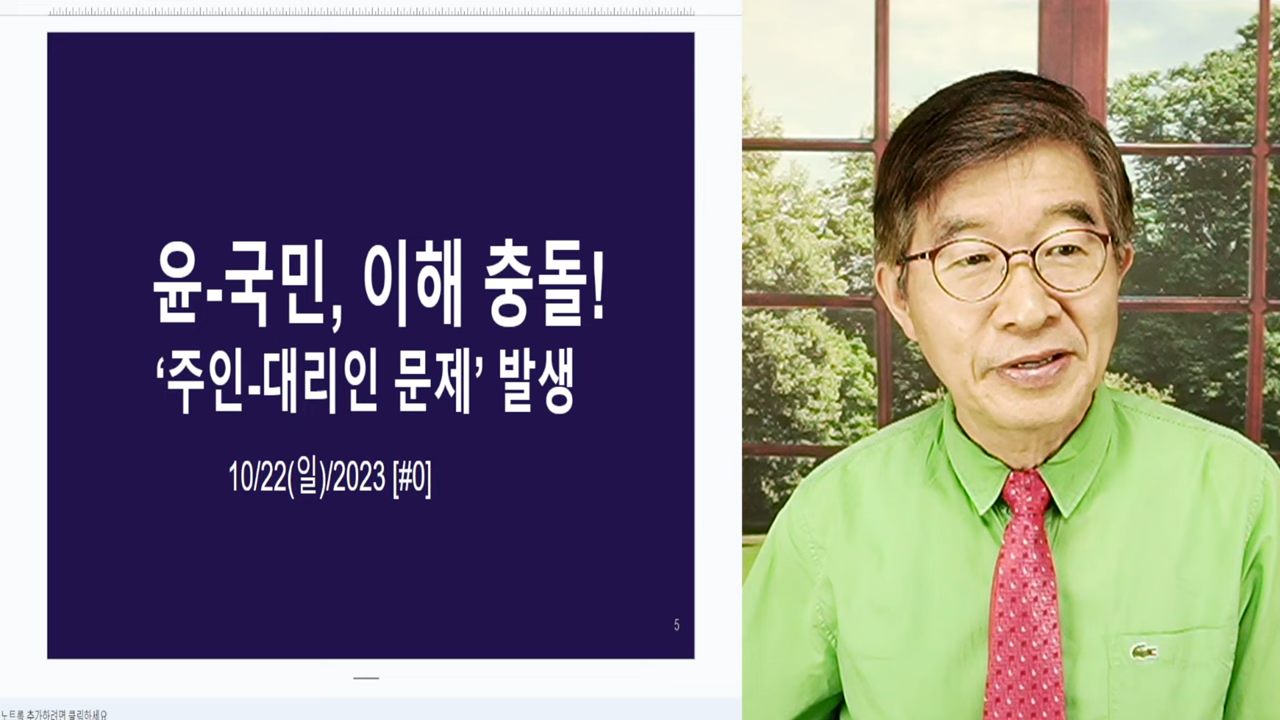 윤-국민, 이해 충돌!
‘주인-대리인 문제’ 발생
10/22(일)/2023 [#0]
5
노트를 추가하려면 클릭하세요